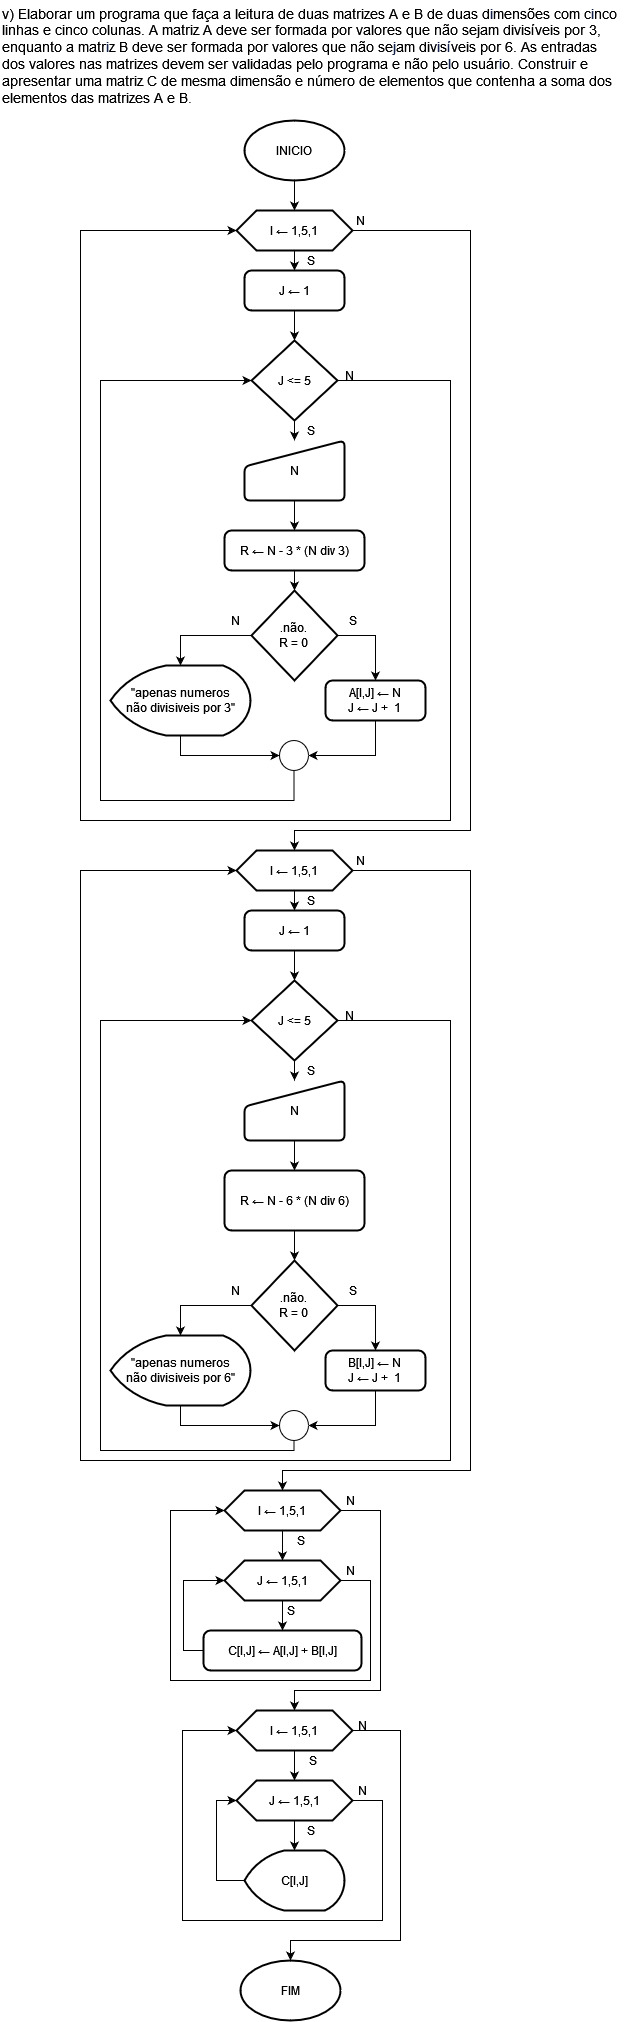 v) Elaborar um programa que faça a leitura de duas matrizes A e B de duas dimensões com cinco
linhas e cinco colunas. A matriz A deve ser formada por valores que não sejam divisíveis por 3,
enquanto a matriz B deve ser formada por valores que não sejam divisíveis por 6. As entradas
dos valores nas matrizes devem ser validadas pelo programa e não pelo usuário. Construir e
apresentar uma matriz C de mesma dimensão e número de elementos que contenha a soma dos
elementos das matrizes A e B.
INICIO
I ← 1,5,1
N
S
J ← 1
J <= 5
N
S
N
R ← N - 3 * (N div 3)
N
.não.
R = 0
S
"apenas numeros
não divisiveis por 3"
A[I,J] ← N
J ← J + 1
I ← 1,5,1
N
S
J ← 1
J <= 5
N
S
N
R ← N - 6 * (N div 6)
N
.não.
R = 0
S
"apenas numeros
não divisiveis por 6"
B[I,J] ← N
J ← J + 1
I ← 1,5,1
N
S
J ← 1,5,1
N
S
C[I,J] ← A[I,J] + B[I,J]
I ← 1,5,1
N
S
J ← 1,5,1
N
S
C[I,J]
FIM